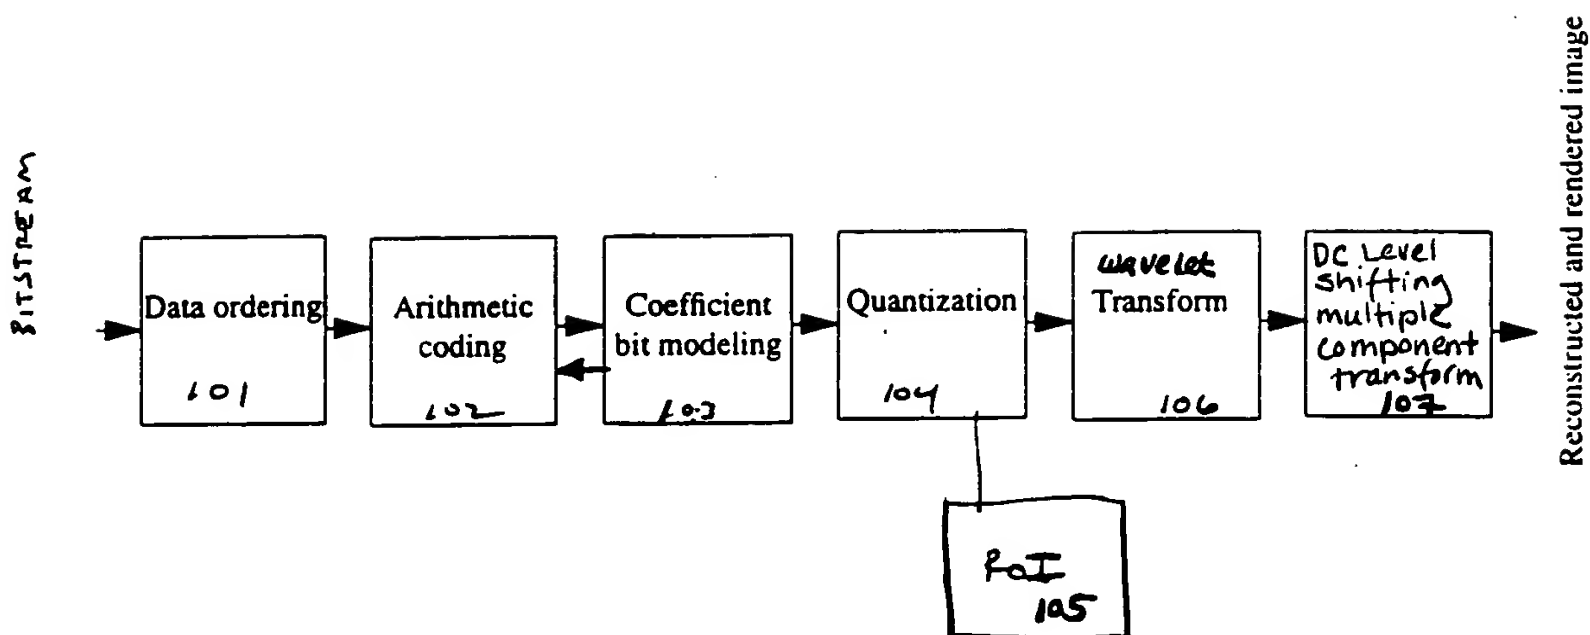 BITSTREAM
Data ordering
101
Arithmetic
coding
102
Coefficient
bit modeling
103
Quantization
104
RoI
105
wavelet
Transform
106
DC Level
shifting
multiple
component
transform
107
Reconstructed and rendered image